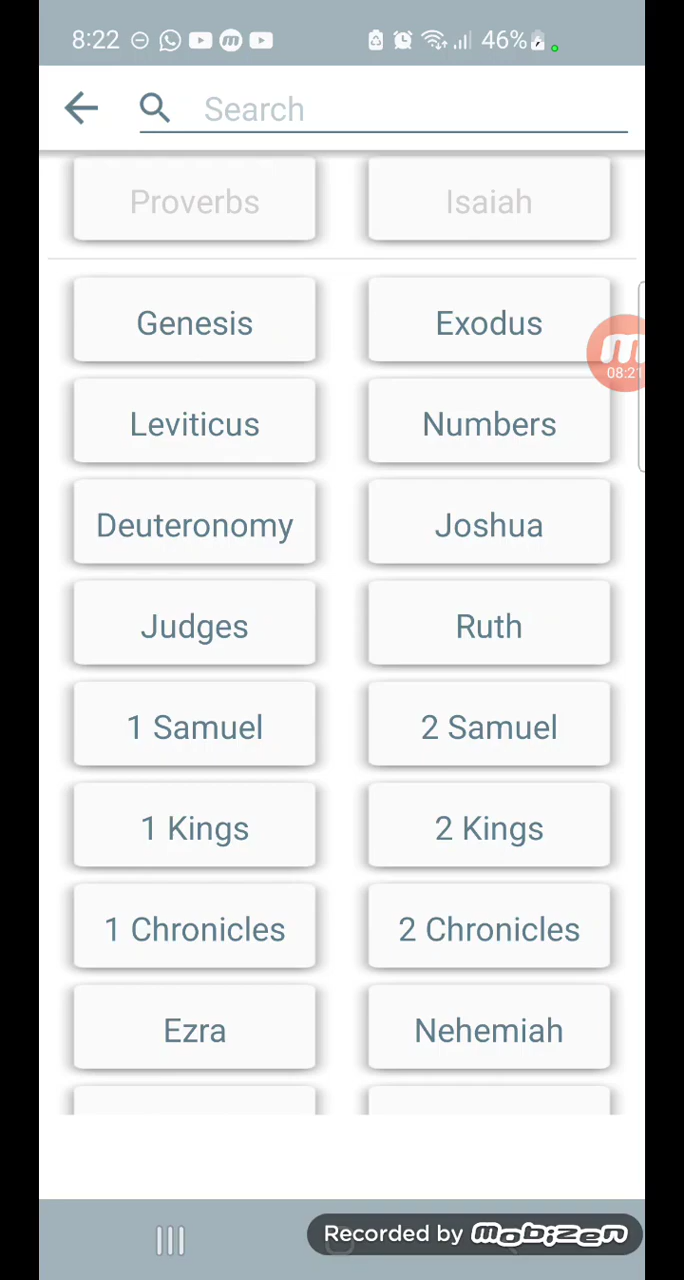 8:22 46%
Search
Proverbs Isaiah
Genesis Exodus
08:21
Leviticus Numbers
Deuteronomy Joshua
Judges Ruth
1 Samuel 2 Samuel
1 Kings 2 Kings
1 Chronicles 2 Chronicles
Ezra Nehemiah
Recorded by mobizen